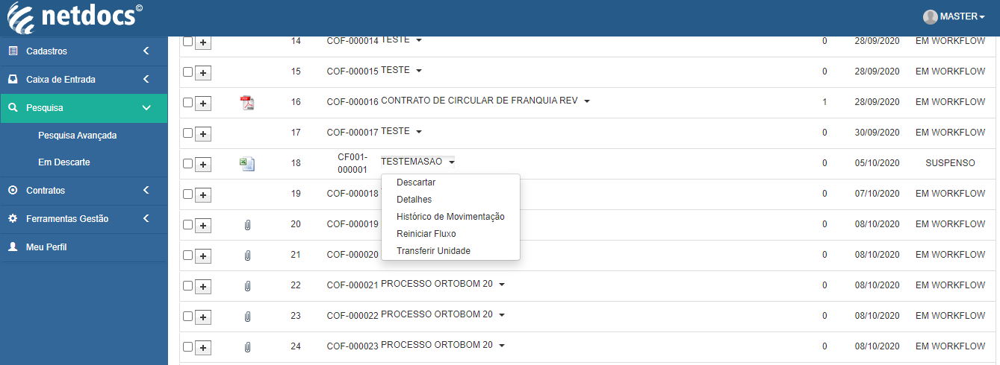 netdocs©
MASTER
Cadastros
Caixa de Entrada
Pesquisa
Pesquisa Avançada
Em Descarte
Contratos
Ferramentas Gestão
Meu Perfil
14 COF-000014 TESTE 0 28/09/2020 EM WORKFLOW
15 COF-000015 TESTE 0 28/09/2020 EM WORKFLOW
16 COF-000016 CONTRATO DE CIRCULAR DE FRANQUIA REV 1 28/09/2020 EM WORKFLOW
17 COF-000017 TESTE 0 30/09/2020 EM WORKFLOW
18 CF001-000001 TESTEMASAO 0 05/10/2020 SUSPENSO
Descartar
Detalhes
Histórico de Movimentação
Reiniciar Fluxo
Transferir Unidade
19 COF-000018 0 07/10/2020 EM WORKFLOW
20 COF-000019 0 08/10/2020 EM WORKFLOW
21 COF-000020 0 08/10/2020 EM WORKFLOW
22 COF-000021 PROCESSO ORTOBOM 20 0 08/10/2020 EM WORKFLOW
23 COF-000022 PROCESSO ORTOBOM 20 0 08/10/2020 EM WORKFLOW
24 COF-000023 PROCESSO ORTOBOM 20 0 08/10/2020 EM WORKFLOW